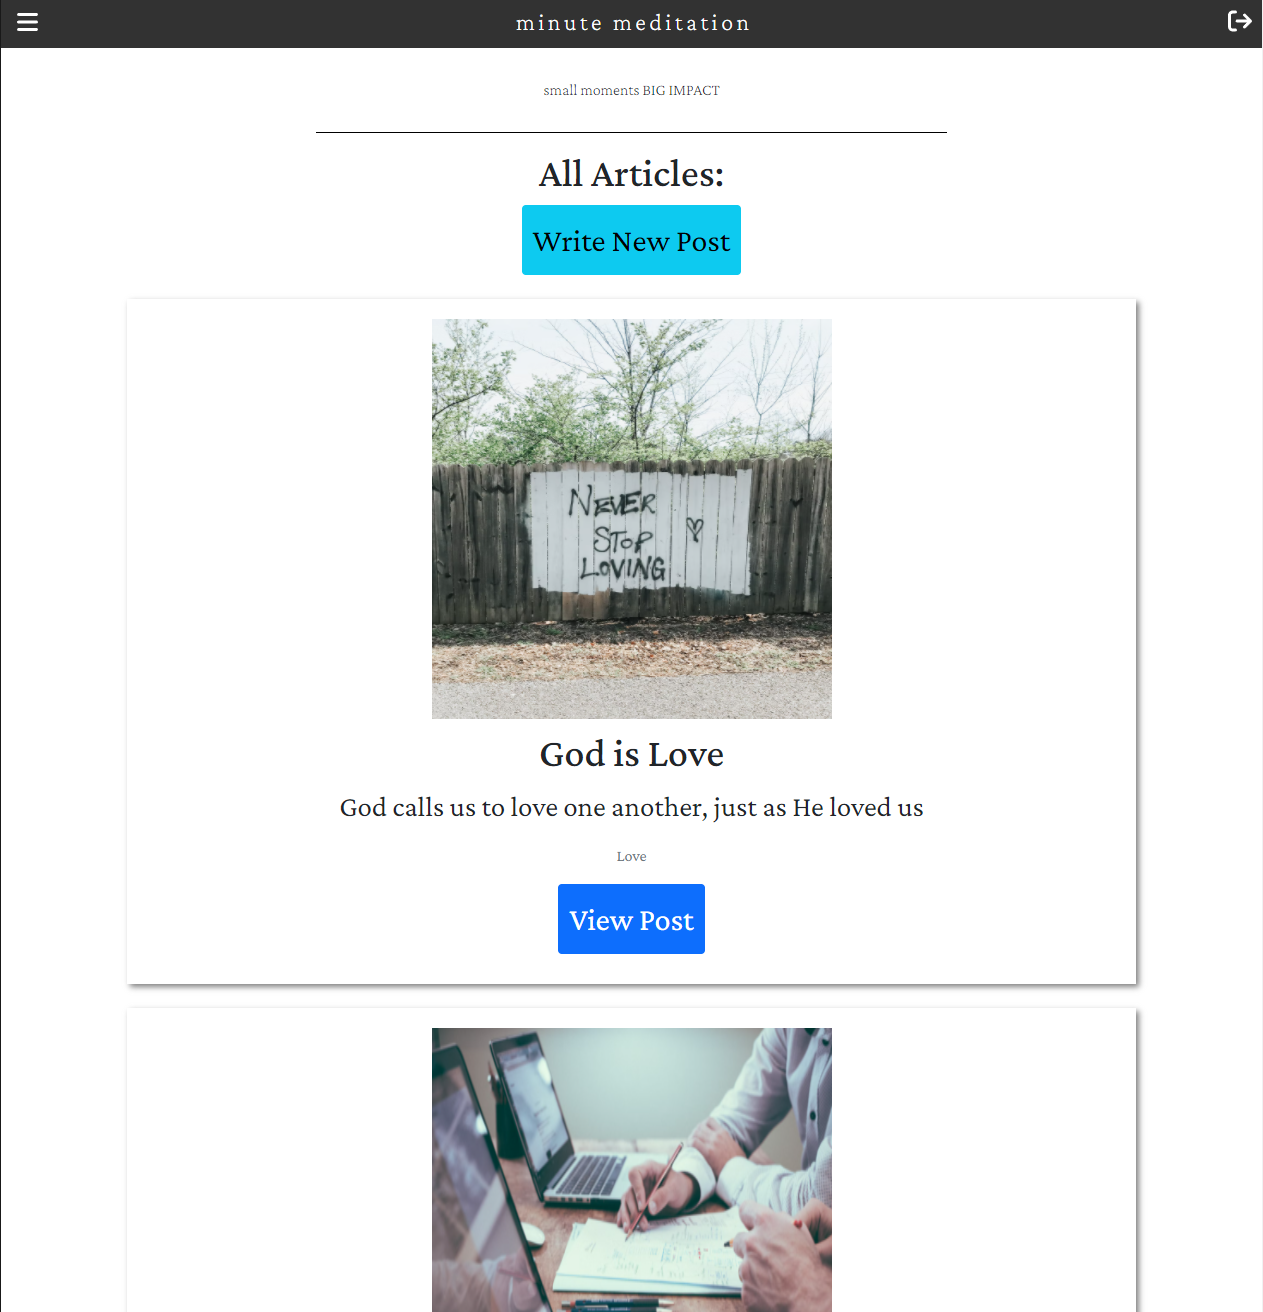 minute meditation
small moments BIG IMPACT
All Articles:
Write New Post
NEVER
STOP
LOVING
God is Love
God calls us to love one another, just as He loved us
Love
View Post